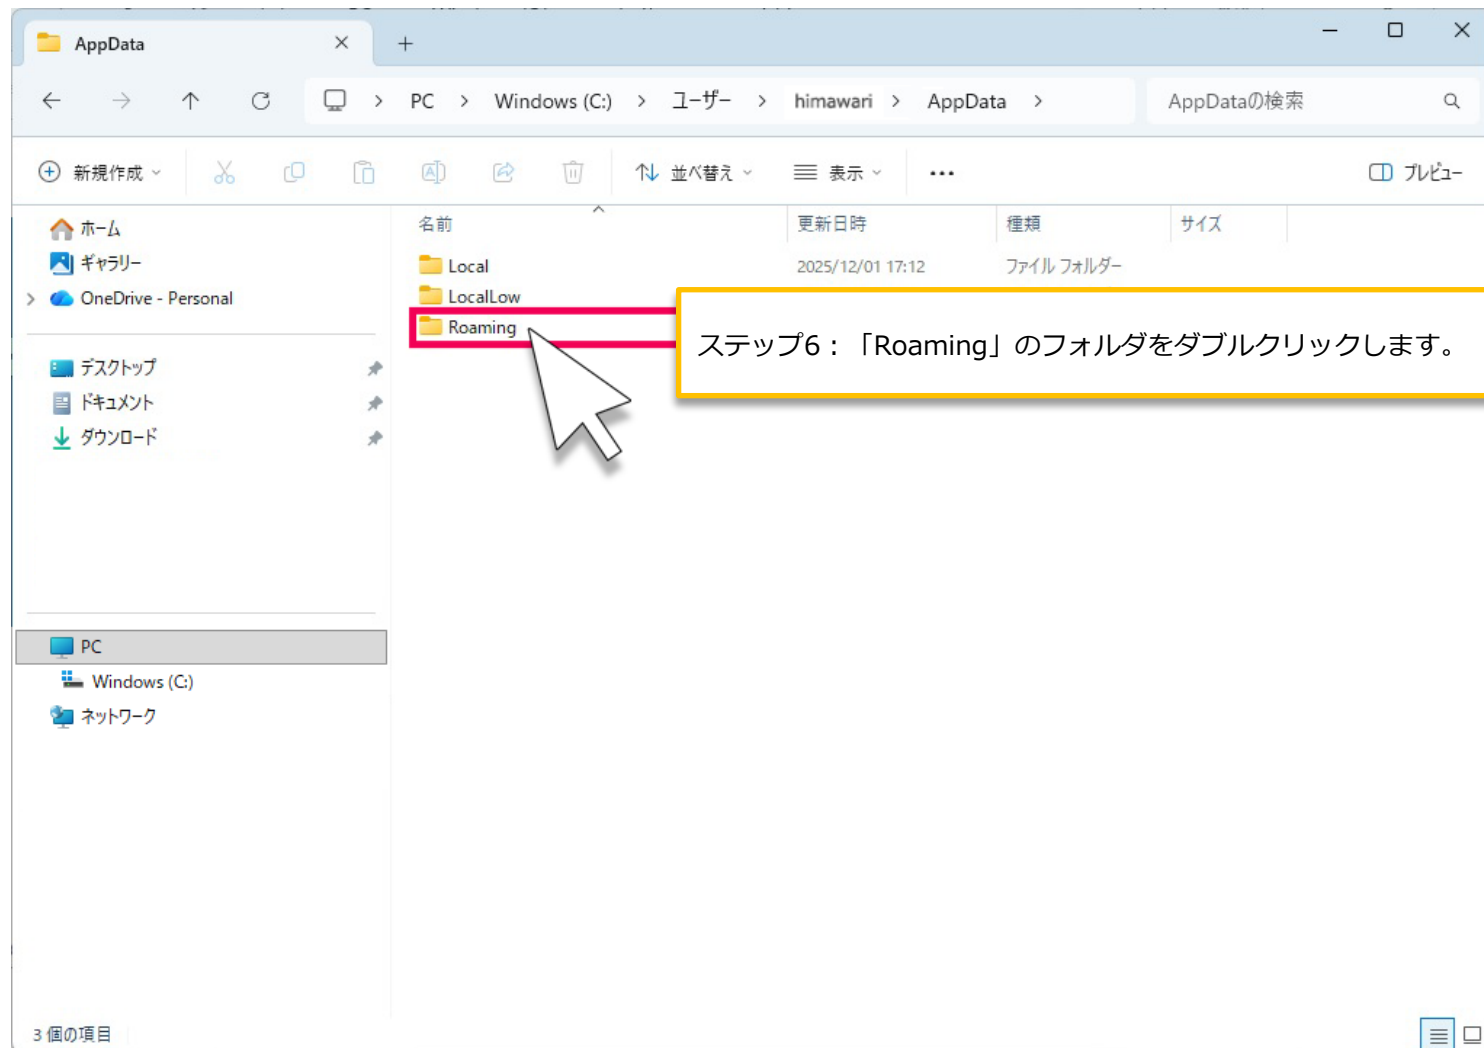 AppData
PC > Windows (C:) > ユーザー > himawari > AppData >
AppDataの検索
新規作成
並べ替え
表示
プレビュー
ホーム
ギャラリー
OneDrive - Personal
デスクトップ
ドキュメント
ダウンロード
PC
Windows (C:)
ネットワーク
名前 更新日時 種類 サイズ
Local 2025/12/01 17:12 ファイル フォルダー
LocalLow
Roaming
ステップ6：「Roaming」のフォルダをダブルクリックします。
3 個の項目